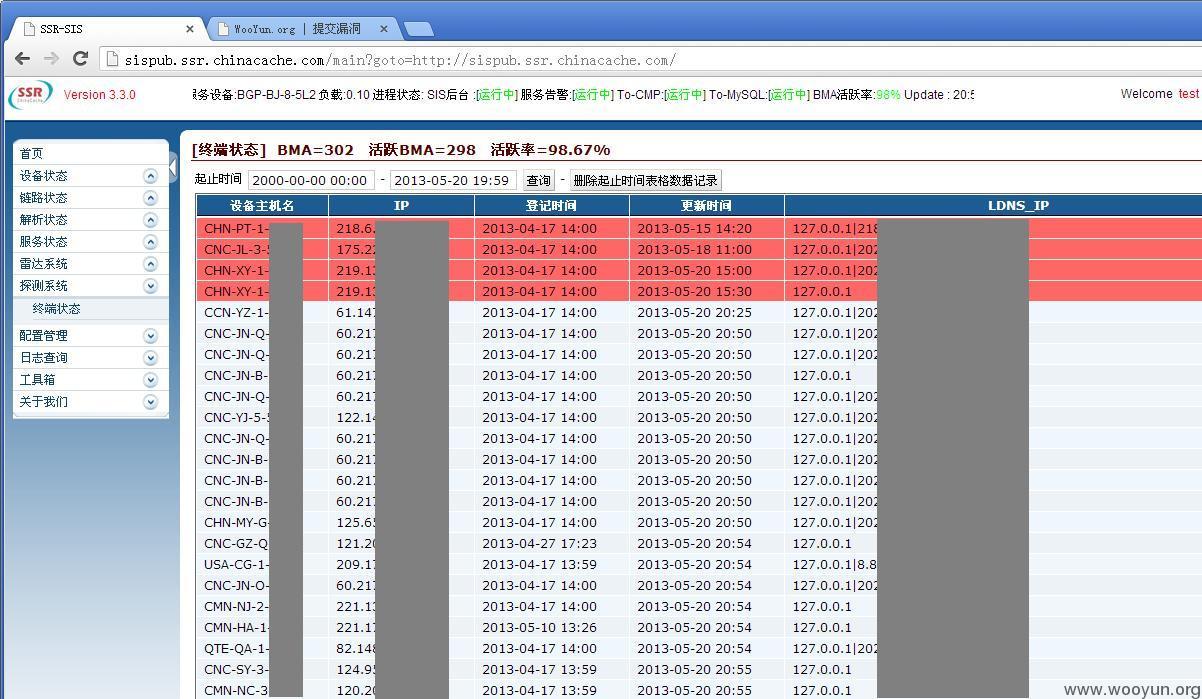 SSR-SIS
WooYun.org | 提交漏洞
sispub.ssr.chinacache.com/main?goto=http://sispub.ssr.chinacache.com/
SSR
ChinaCache
Version 3.3.0
服务设备:BGP-BJ-8-5L2 负载:0.10 进程状态: SIS后台 :[运行中] 服务告警:[运行中] To-CMP:[运行中] To-MySQL:[运行中] BMA活跃率:98% Update : 20:5
Welcome test
首页
设备状态
链路状态
解析状态
服务状态
雷达系统
探测系统
终端状态
配置管理
日志查询
工具箱
关于我们
[终端状态] BMA=302 活跃BMA=298 活跃率=98.67%
起止时间 2000-00-00 00:00 - 2013-05-20 19:59 查询 - 删除起止时间表格数据记录
设备主机名 IP 登记时间 更新时间 LDNS_IP
CHN-PT-1- 218.6. 2013-04-17 14:00 2013-05-15 14:20 127.0.0.1|218
CNC-JL-3-5 175.22 2013-04-17 14:00 2013-05-18 11:00 127.0.0.1|202
CHN-XY-1- 219.13 2013-04-17 14:00 2013-05-20 15:00 127.0.0.1|202
CHN-XY-1- 219.13 2013-04-17 14:00 2013-05-20 15:30 127.0.0.1
CCN-YZ-1- 61.147 2013-04-17 14:00 2013-05-20 20:25 127.0.0.1|202
CNC-JN-Q- 60.217 2013-04-17 14:00 2013-05-20 20:50 127.0.0.1|202
CNC-JN-Q- 60.217 2013-04-17 14:00 2013-05-20 20:50 127.0.0.1|202
CNC-JN-B- 60.217 2013-04-17 14:00 2013-05-20 20:50 127.0.0.1
CNC-JN-Q- 60.217 2013-04-17 14:00 2013-05-20 20:50 127.0.0.1|202
CNC-YJ-5-5 122.14 2013-04-17 14:00 2013-05-20 20:50 127.0.0.1|202
CNC-JN-Q- 60.217 2013-04-17 14:00 2013-05-20 20:50 127.0.0.1|202
CNC-JN-B- 60.217 2013-04-17 14:00 2013-05-20 20:50 127.0.0.1|202
CNC-JN-B- 60.217 2013-04-17 14:00 2013-05-20 20:50 127.0.0.1|202
CNC-JN-B- 60.217 2013-04-17 14:00 2013-05-20 20:50 127.0.0.1|202
CHN-MY-G- 125.65 2013-04-17 14:00 2013-05-20 20:50 127.0.0.1|202
CNC-GZ-Q 121.20 2013-04-27 17:23 2013-05-20 20:54 127.0.0.1
USA-CG-1- 209.17 2013-04-17 13:59 2013-05-20 20:54 127.0.0.1|8.8
CNC-JN-O- 60.217 2013-04-17 14:00 2013-05-20 20:54 127.0.0.1|202
CMN-NJ-2- 221.13 2013-04-17 14:00 2013-05-20 20:54 127.0.0.1
CMN-HA-1- 221.17 2013-05-10 13:26 2013-05-20 20:54 127.0.0.1
QTE-QA-1- 82.148 2013-04-17 14:00 2013-05-20 20:54 127.0.0.1|202
CNC-SY-3- 124.95 2013-04-17 13:59 2013-05-20 20:55 127.0.0.1
CMN-NC-3 120.20 2013-04-17 13:59 2013-05-20 20:55 127.0.0.1
www.wooyun.org